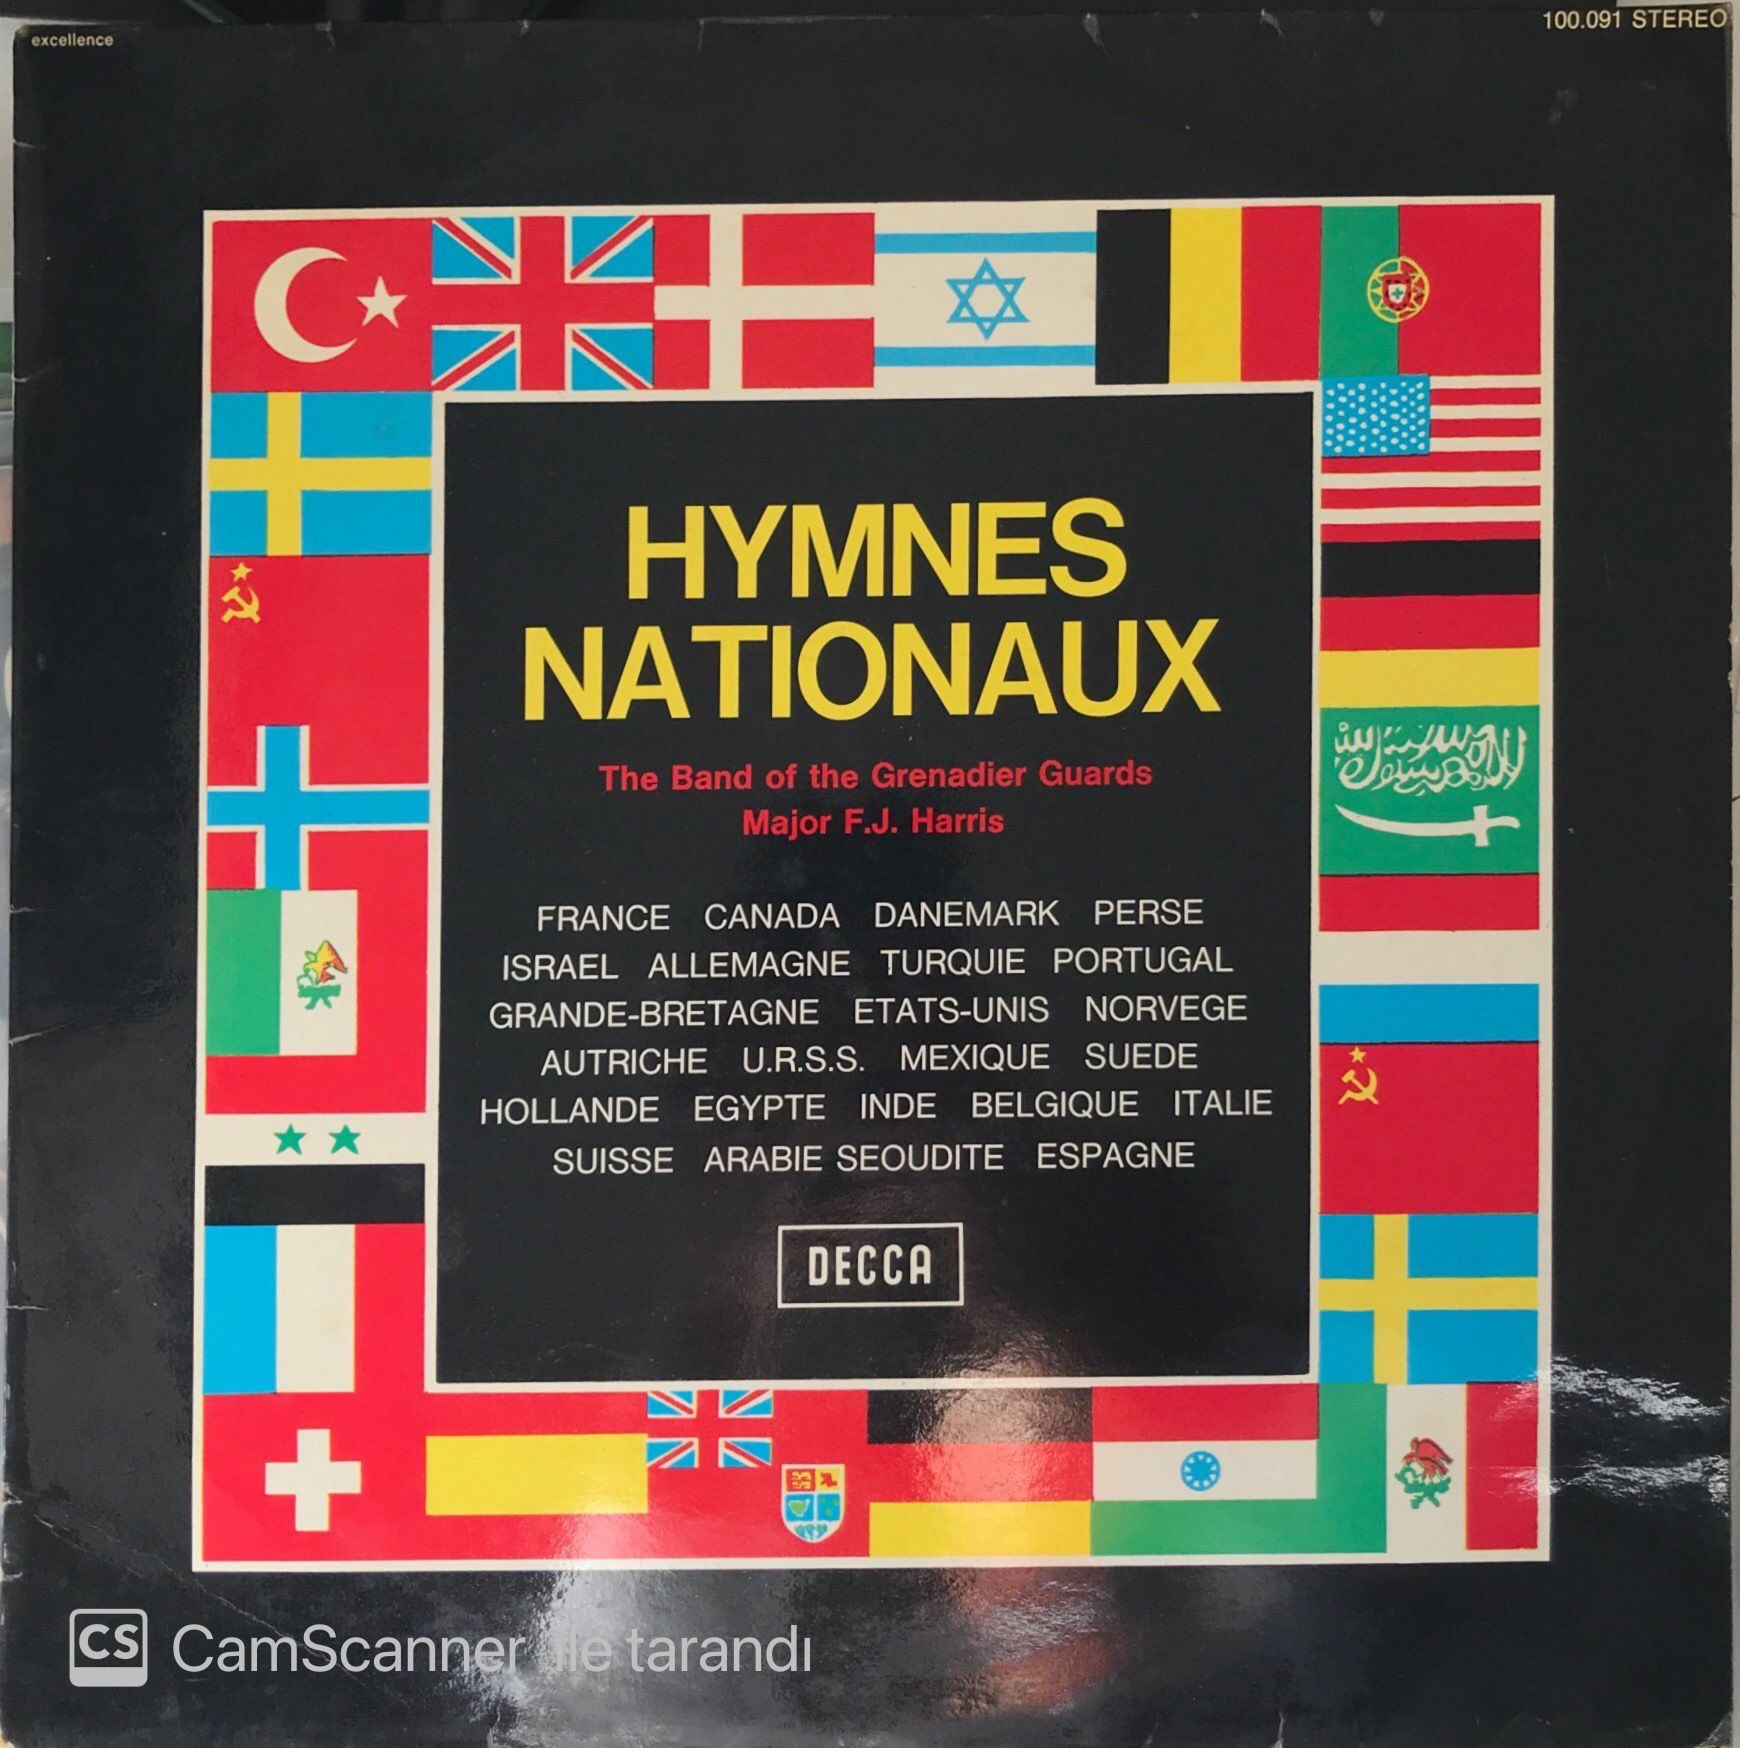 excellence
100.091 STEREO
HYMNES
NATIONAUX
The Band of the Grenadier Guards
Major F.J. Harris
FRANCE CANADA DANEMARK PERSE
ISRAEL ALLEMAGNE TURQUIE PORTUGAL
GRANDE-BRETAGNE ETATS-UNIS NORVEGE
AUTRICHE U.R.S.S. MEXIQUE SUEDE
HOLLANDE EGYPTE INDE BELGIQUE ITALIE
SUISSE ARABIE SEOUDITE ESPAGNE
DECCA
CS CamScanner ile tarandı